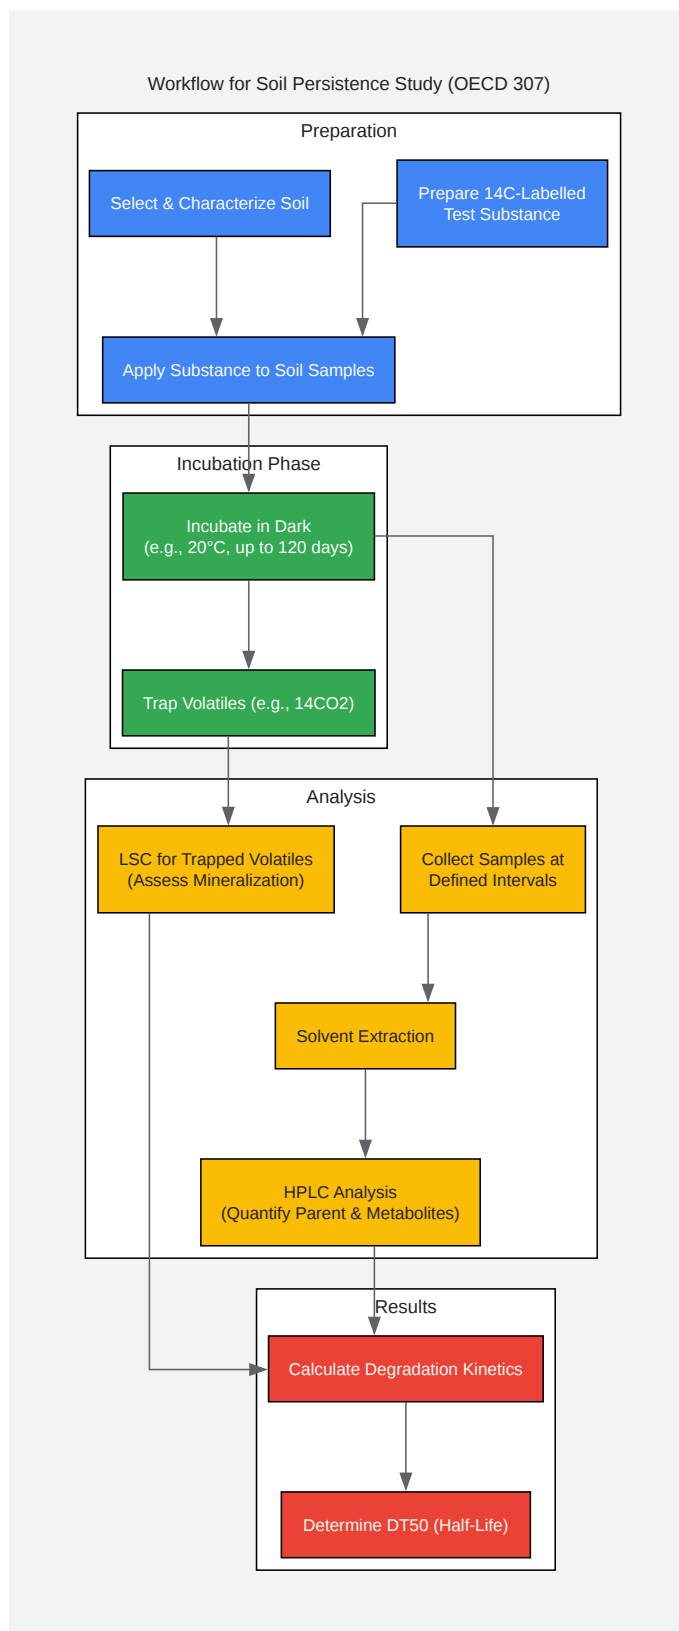 Workflow for Soil Persistence Study (OECD 307)
Preparation
Select & Characterize Soil
Prepare 14C-Labelled
Test Substance
Apply Substance to Soil Samples
Incubation Phase
Incubate in Dark
(e.g., 20°C, up to 120 days)
Trap Volatiles (e.g., 14CO2)
Analysis
LSC for Trapped Volatiles
(Assess Mineralization)
Collect Samples at
Defined Intervals
Solvent Extraction
HPLC Analysis
(Quantify Parent & Metabolites)
Results
Calculate Degradation Kinetics
Determine DT50 (Half-Life)